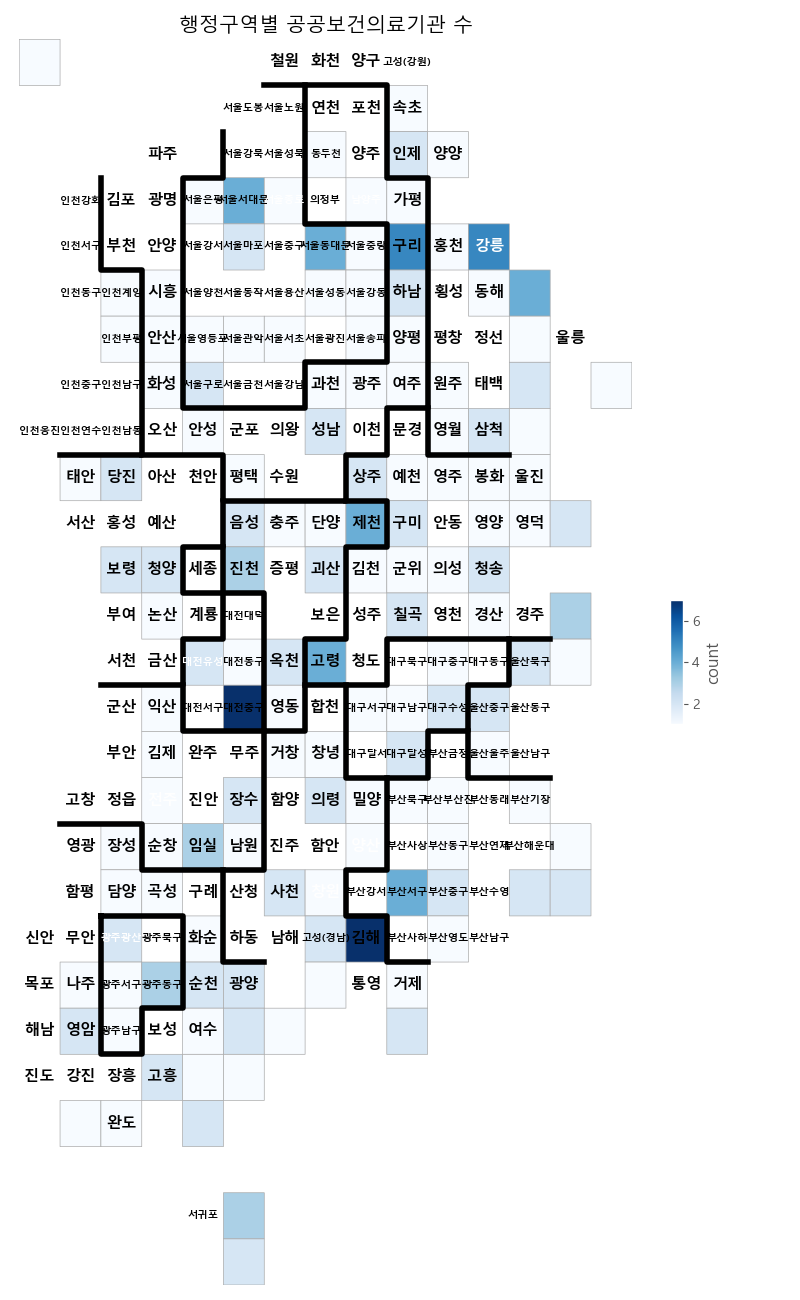 행정구역별 공공보건의료기관 수
철원 화천 양구 고성(강원)
서울도봉 서울노원 연천 포천 속초
파주 서울강북 서울성북 동두천 양주 인제 양양
인천강화 김포 광명 서울은평 서울서대문 의정부 가평
인천서구 부천 안양 서울강서 서울마포 서울중구 서울동대문 서울중랑 구리 홍천 강릉
인천동구 인천계양 시흥 서울양천 서울동작 서울용산 서울성동 서울강동 하남 횡성 동해
인천부평 안산 서울영등포 서울관악 서울서초 서울광진 서울송파 양평 평창 정선 울릉
인천중구 인천남구 화성 서울구로 서울금천 서울강남 과천 광주 여주 원주 태백
인천옹진 인천연수 인천남동 오산 안성 군포 의왕 성남 이천 문경 영월 삼척
태안 당진 아산 천안 평택 수원 상주 예천 영주 봉화 울진
서산 홍성 예산 음성 충주 단양 제천 구미 안동 영양 영덕
보령 청양 세종 진천 증평 괴산 김천 군위 의성 청송
부여 논산 계룡 대전대덕 보은 성주 칠곡 영천 경산 경주
서천 금산 대전유성 대전동구 옥천 고령 청도 대구북구 대구중구 대구동구 울산북구
군산 익산 대전서구 대전중구 영동 합천 대구서구 대구남구 대구수성 울산중구 울산동구
부안 김제 완주 무주 거창 창녕 대구달서 대구달성 부산금정 울산울주 울산남구
고창 정읍 전주 진안 장수 함양 의령 밀양 부산북구 부산부산진 부산동래 부산기장
영광 장성 순창 임실 남원 진주 함안 양산 부산사상 부산동구 부산연제 부산해운대
함평 담양 곡성 구례 산청 사천 창원 부산강서 부산서구 부산중구 부산수영
신안 무안 광주광산 광주북구 화순 하동 남해 고성(경남) 김해 부산사하 부산영도 부산남구
목포 나주 광주서구 광주동구 순천 광양 통영 거제
해남 영암 광주남구 보성 여수
진도 강진 장흥 고흥
완도
서귀포
6
4
2
count